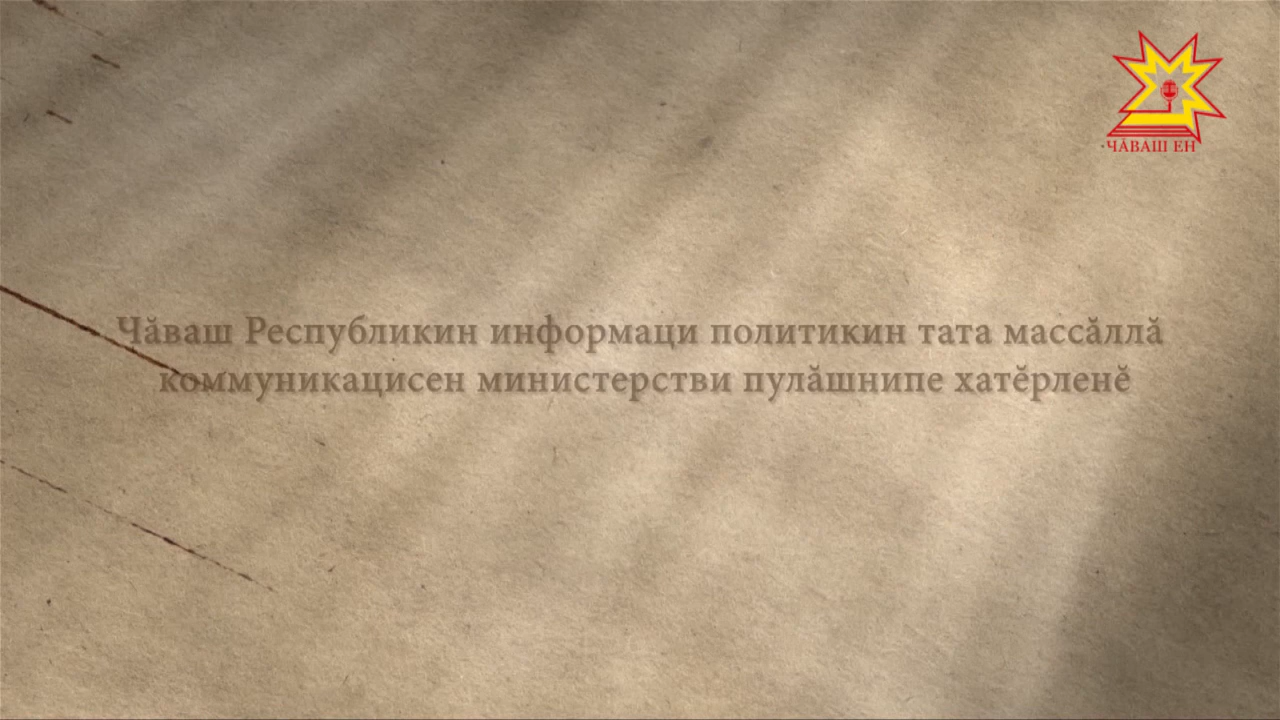 ЧӐВАШ ЕН
Чӑваш Республикин информаци политикин тата массӑллӑ
коммуникацисен министерстви пулӑшнипе хатӗрленӗ